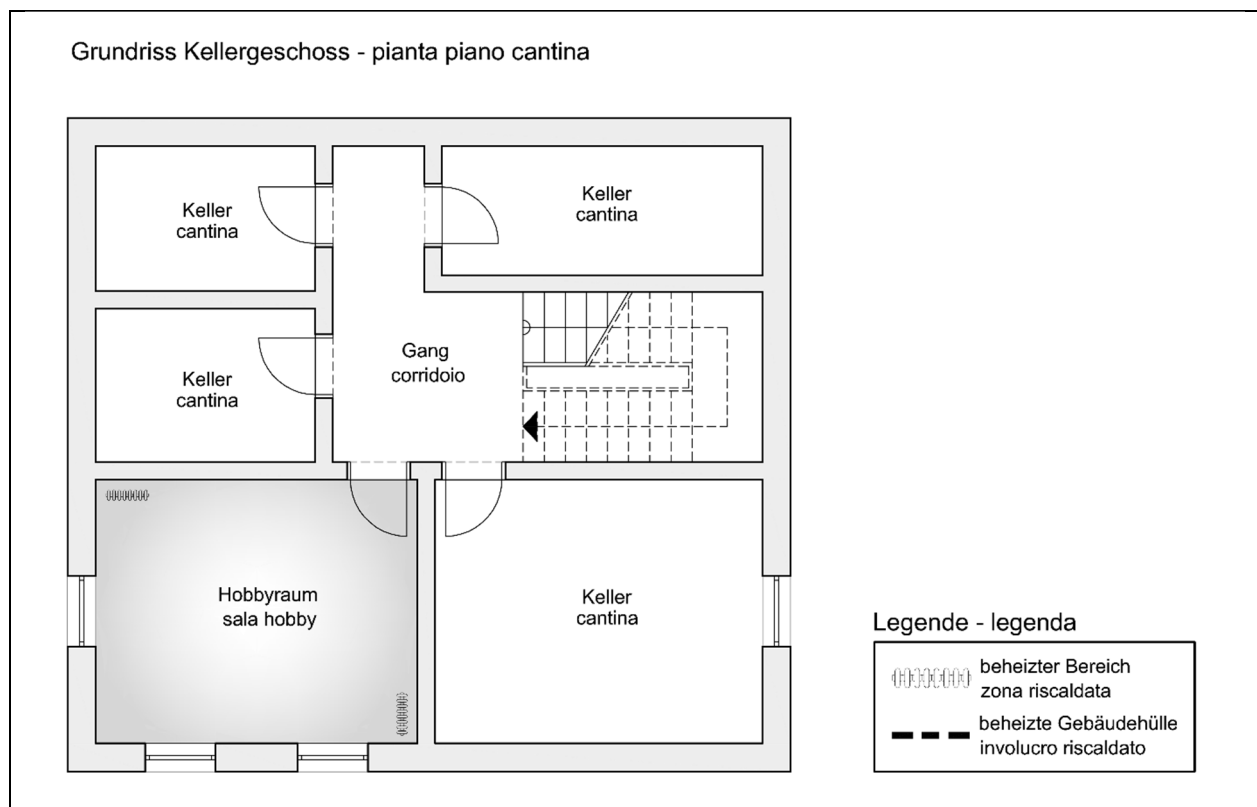 Grundriss Kellergeschoss - pianta piano cantina
Keller
cantina
Keller
cantina
Keller
cantina
Gang
corridoio
Hobbyraum
sala hobby
Keller
cantina
Legende - legenda
beheizter Bereich
zona riscaldata
beheizte Gebäudehülle
involucro riscaldato